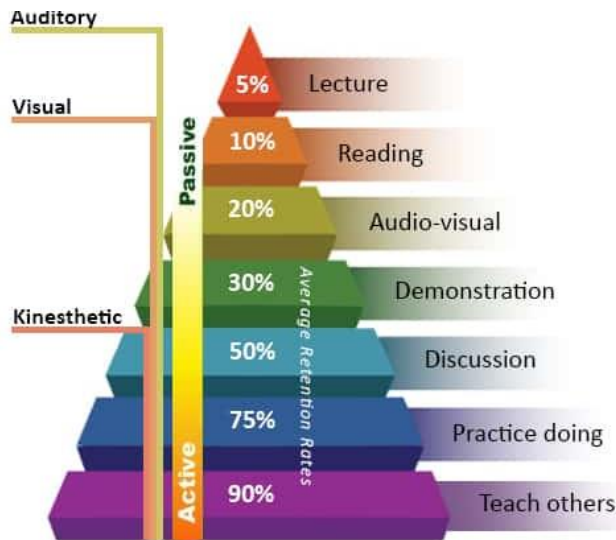 Auditory
5%
Lecture
Visual
10%
Reading
Passive
20%
Audio-visual
30%
Demonstration
Average Retention Rates
Kinesthetic
50%
Discussion
75%
Practice doing
Active
90%
Teach others